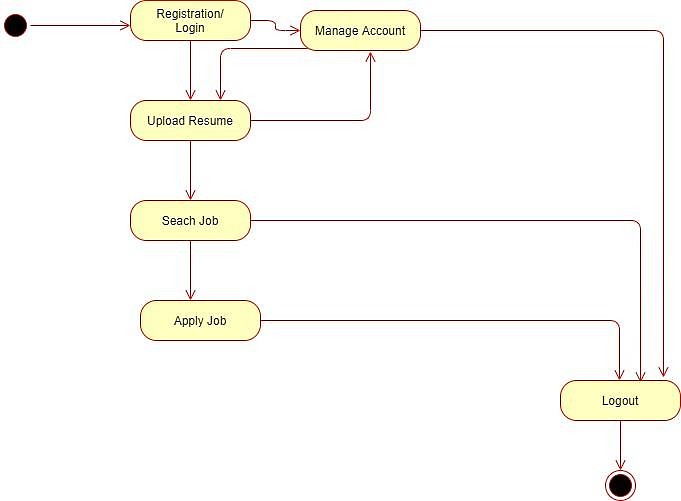 Registration/
Login
Manage Account
Upload Resume
Seach Job
Apply Job
Logout